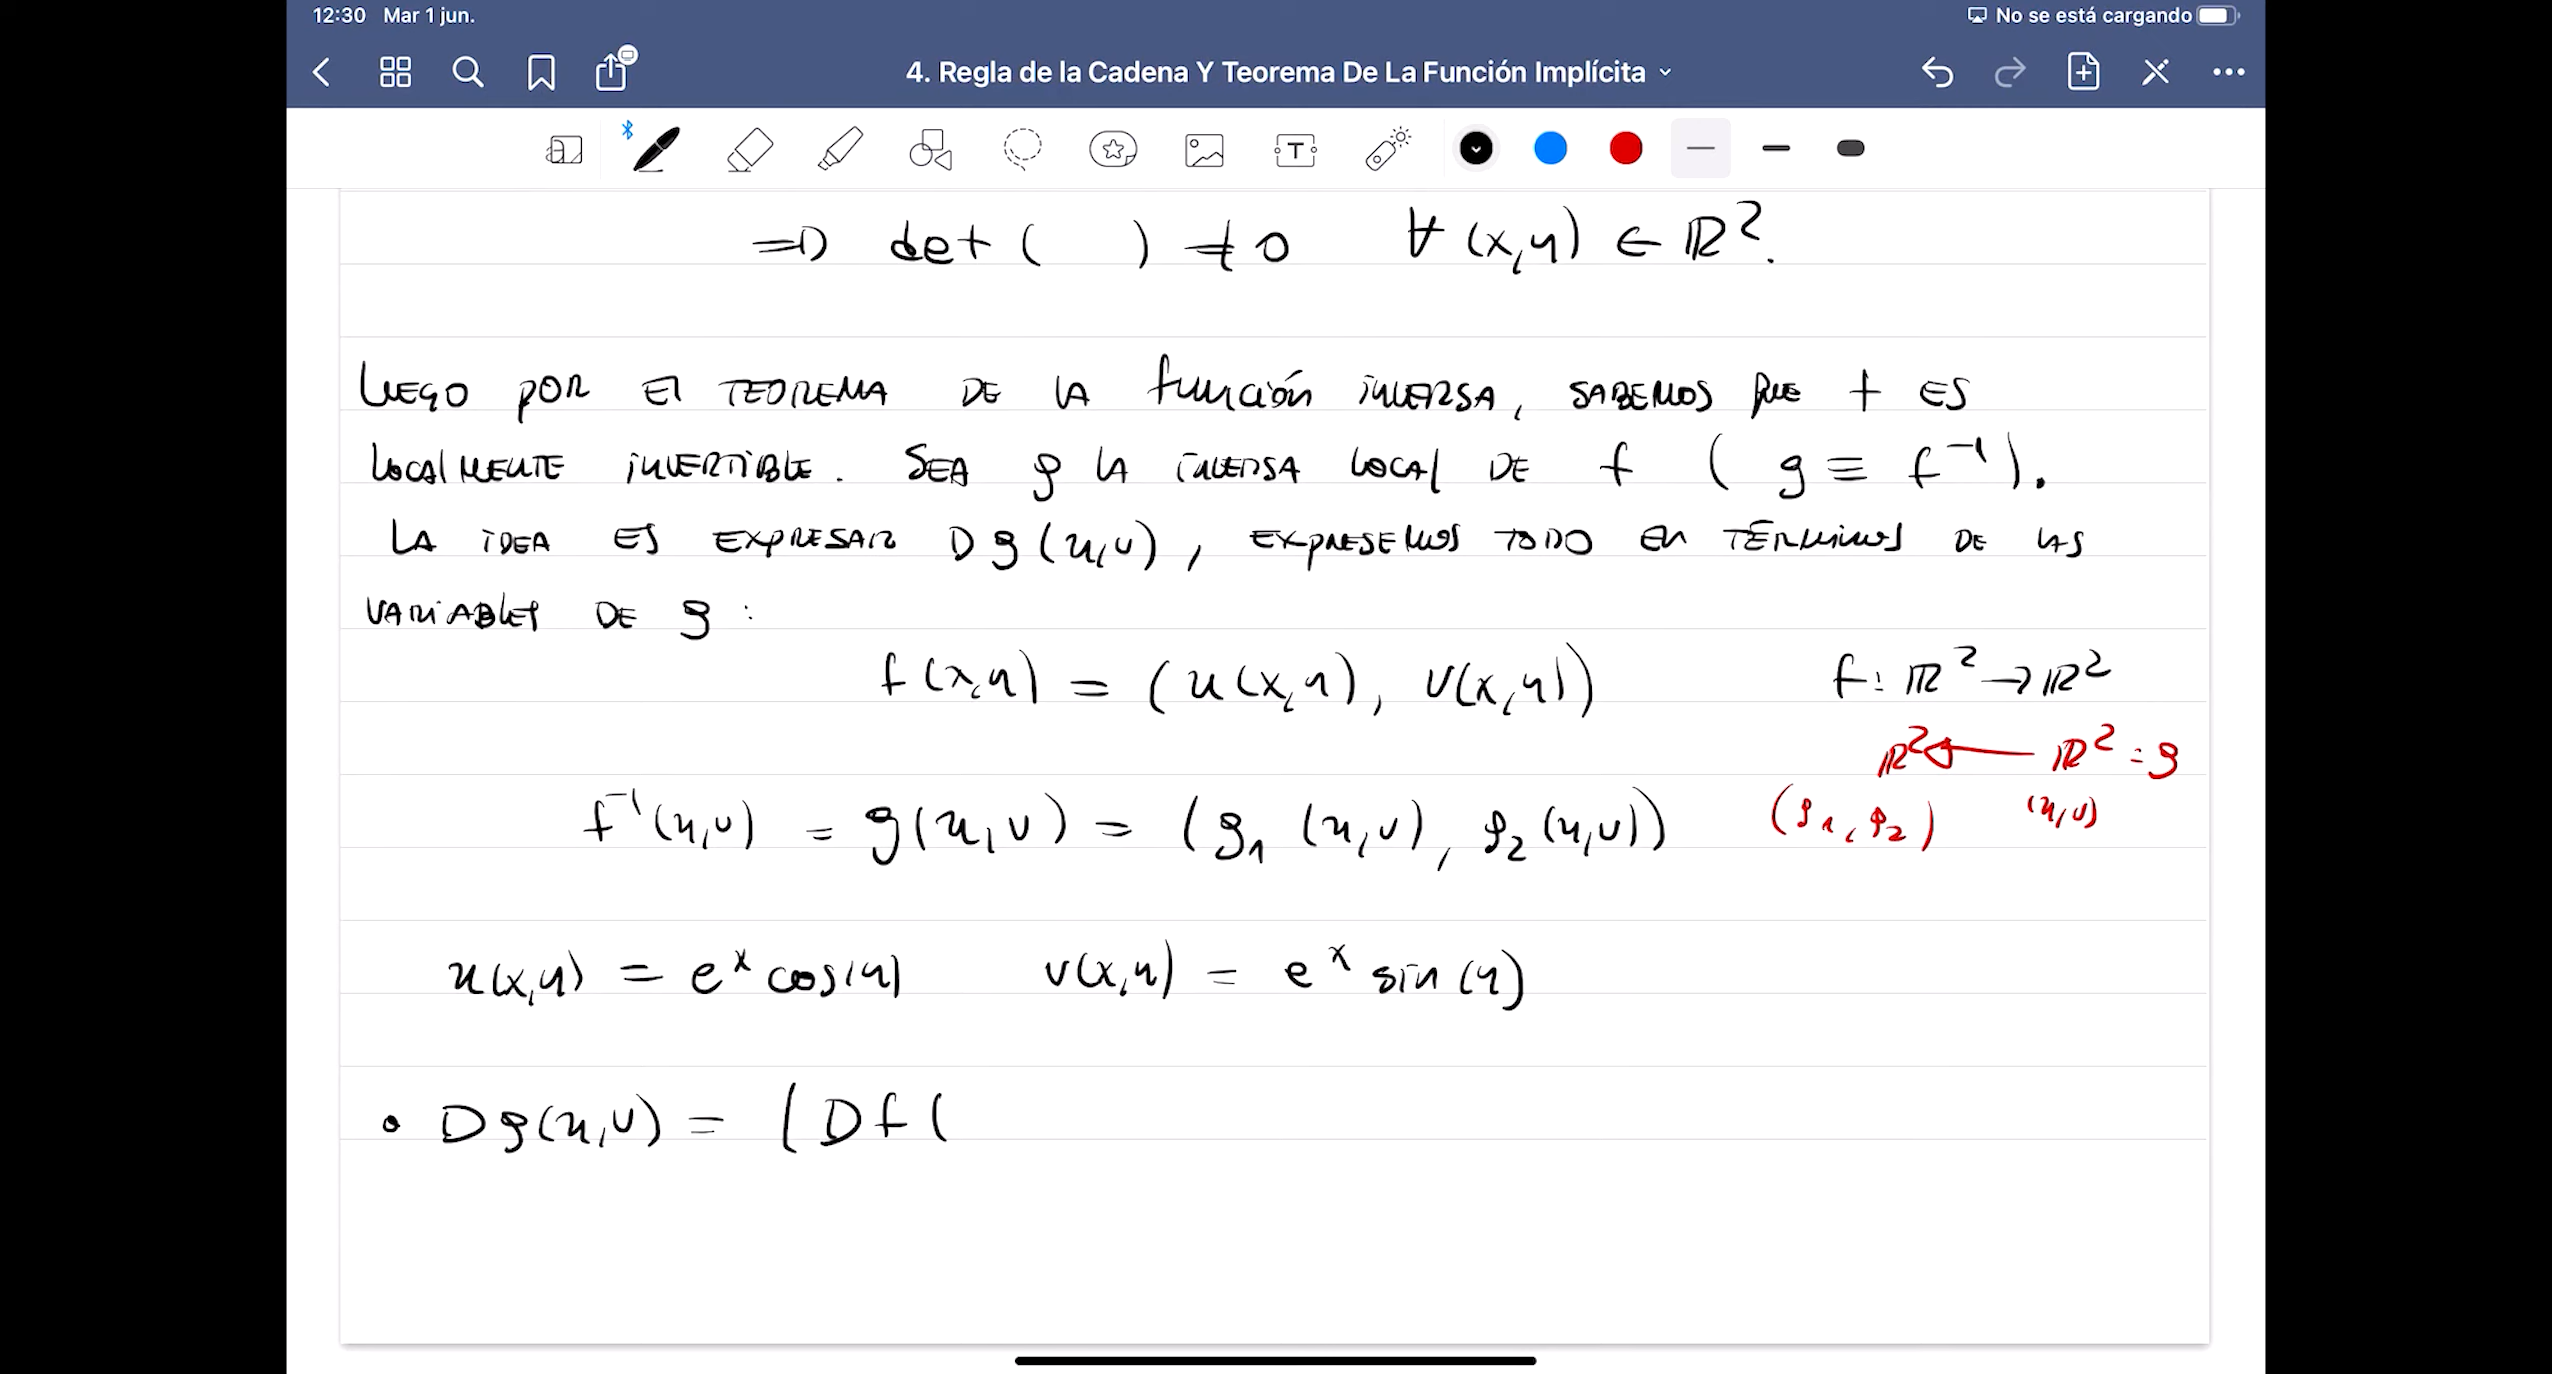 12:30 Mar 1 jun. No se está cargando
4. Regla de la Cadena Y Teorema De La Función Implícita
T
⇒ det ( ) ≠ 0 ∀ (x,y) ∈ ℝ².
LUEGO POR EL TEOREMA DE LA función INVERSA, SABEMOS QUE f ES
LOCALMENTE INVERTIBLE. SEA g LA INVERSA LOCAL DE f ( g ≡ f⁻¹ ).
LA IDEA ES EXPRESAR Dg(u,v), EXPRESEMOS TODO EN TÉRMINOS DE LAS
VARIABLES DE g :
f(x,y) = (u(x,y), v(x,y)) f: ℝ² → ℝ²
ℝ² ← ℝ² : g
f⁻¹(u,v) = g(u,v) = (g₁ (u,v), g₂ (u,v)) (g₁, g₂) (u,v)
u(x,y) = eˣ cos(y) v(x,y) = eˣ sin(y)
• Dg(u,v) = (Df(